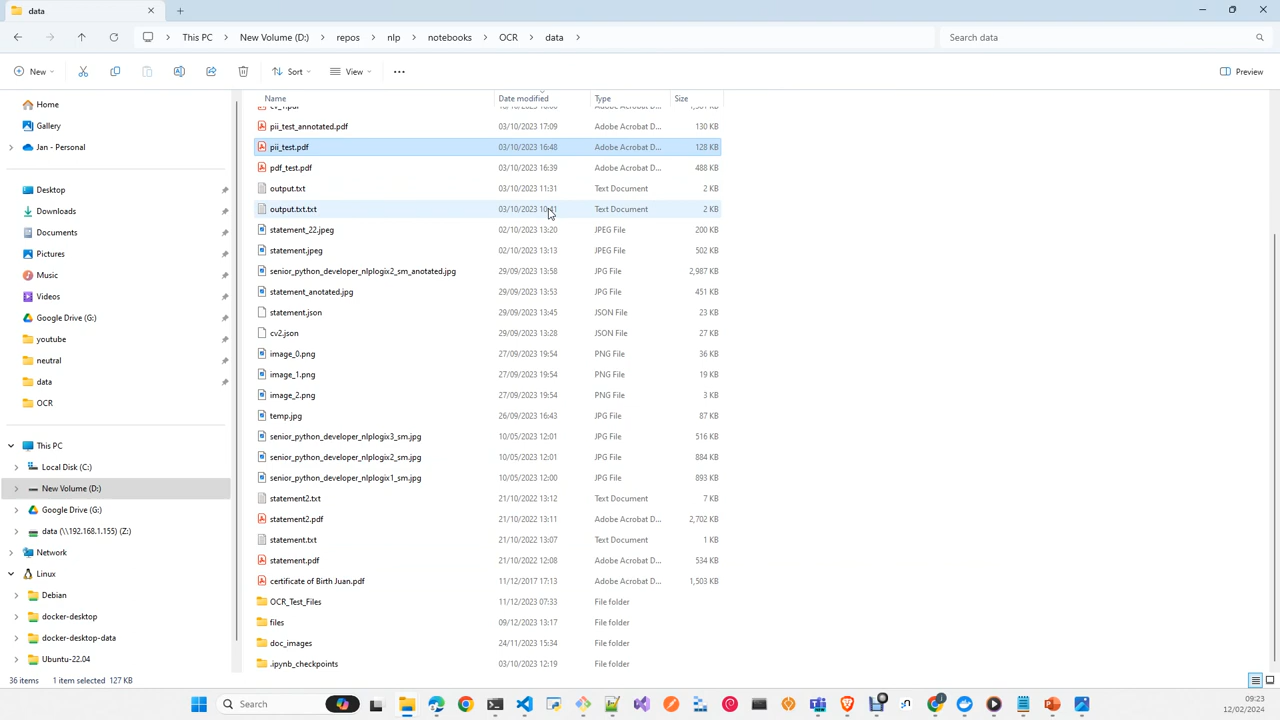 data
This PC > New Volume (D:) > repos > nlp > notebooks > OCR > data >
Search data
New
Sort
View
Preview
Name Date modified Type Size
pii_test_annotated.pdf 03/10/2023 17:09 Adobe Acrobat D... 130 KB
pii_test.pdf 03/10/2023 16:48 Adobe Acrobat D... 128 KB
pdf_test.pdf 03/10/2023 16:39 Adobe Acrobat D... 488 KB
output.txt 03/10/2023 11:31 Text Document 2 KB
output.txt.txt 03/10/2023 10:41 Text Document 2 KB
statement_22.jpeg 02/10/2023 13:20 JPEG File 200 KB
statement.jpeg 02/10/2023 13:13 JPEG File 502 KB
senior_python_developer_nlplogix2_sm_anotated.jpg 29/09/2023 13:58 JPG File 2,987 KB
statement_anotated.jpg 29/09/2023 13:53 JPG File 451 KB
statement.json 29/09/2023 13:45 JSON File 23 KB
cv2.json 29/09/2023 13:28 JSON File 27 KB
image_0.png 27/09/2023 19:54 PNG File 36 KB
image_1.png 27/09/2023 19:54 PNG File 19 KB
image_2.png 27/09/2023 19:54 PNG File 3 KB
temp.jpg 26/09/2023 16:43 JPG File 87 KB
senior_python_developer_nlplogix3_sm.jpg 10/05/2023 12:01 JPG File 516 KB
senior_python_developer_nlplogix2_sm.jpg 10/05/2023 12:01 JPG File 884 KB
senior_python_developer_nlplogix1_sm.jpg 10/05/2023 12:00 JPG File 893 KB
statement2.txt 21/10/2022 13:12 Text Document 7 KB
statement2.pdf 21/10/2022 13:11 Adobe Acrobat D... 2,702 KB
statement.txt 21/10/2022 13:07 Text Document 1 KB
statement.pdf 21/10/2022 12:08 Adobe Acrobat D... 534 KB
certificate of Birth Juan.pdf 11/12/2017 17:13 Adobe Acrobat D... 1,503 KB
OCR_Test_Files 11/12/2023 07:33 File folder
files 09/12/2023 13:17 File folder
doc_images 24/11/2023 15:34 File folder
.ipynb_checkpoints 03/10/2023 12:19 File folder
Home
Gallery
Jan - Personal
Desktop
Downloads
Documents
Pictures
Music
Videos
Google Drive (G:)
youtube
neutral
data
OCR
This PC
Local Disk (C:)
New Volume (D:)
Google Drive (G:)
data (\\192.168.1.155) (Z:)
Network
Linux
Debian
docker-desktop
docker-desktop-data
Ubuntu-22.04
36 items 1 item selected 127 KB
Search
09:23
12/02/2024